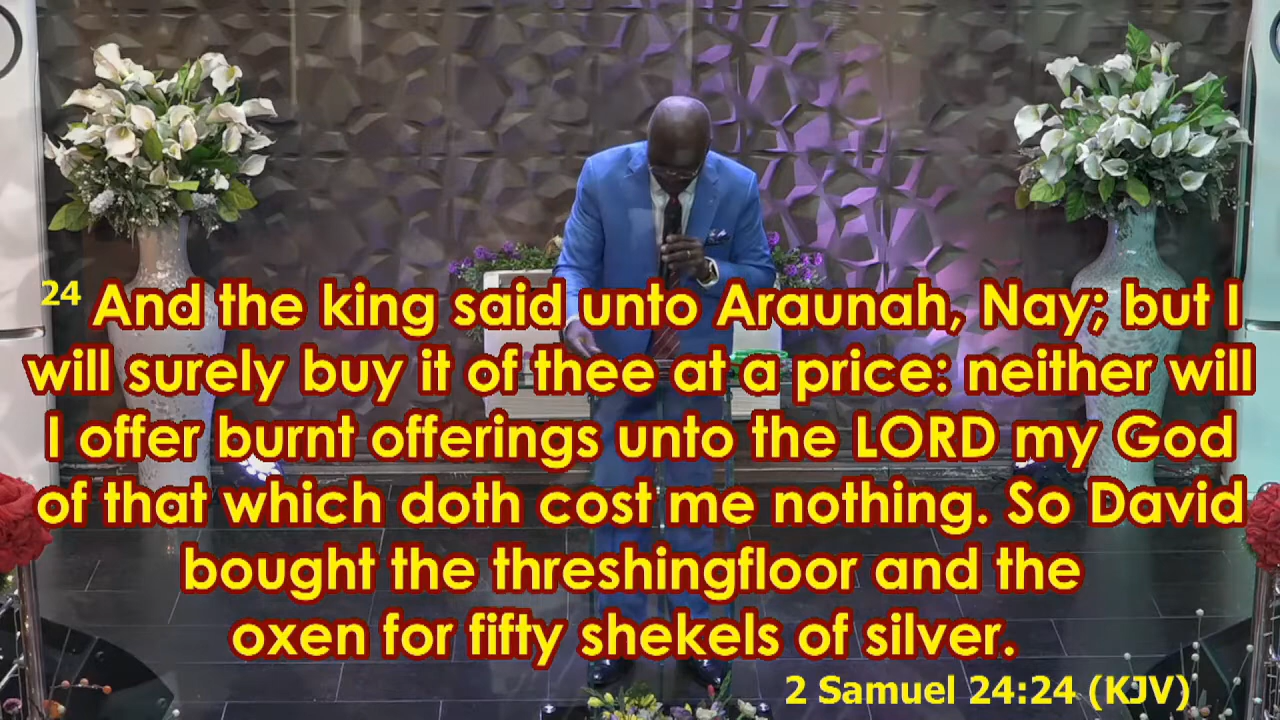 24 And the king said unto Araunah, Nay; but I
will surely buy it of thee at a price: neither will
I offer burnt offerings unto the LORD my God
of that which doth cost me nothing. So David
bought the threshingfloor and the
oxen for fifty shekels of silver.
2 Samuel 24:24 (KJV)